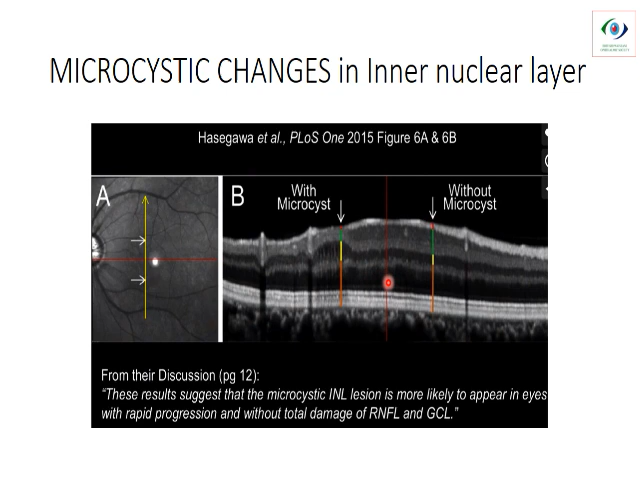 MICROCYSTIC CHANGES in Inner nuclear layer
Hasegawa et al., PLoS One 2015 Figure 6A & 6B
A
B
With
Microcyst
Without
Microcyst
From their Discussion (pg 12):
“These results suggest that the microcystic INL lesion is more likely to appear in eyes
with rapid progression and without total damage of RNFL and GCL.”